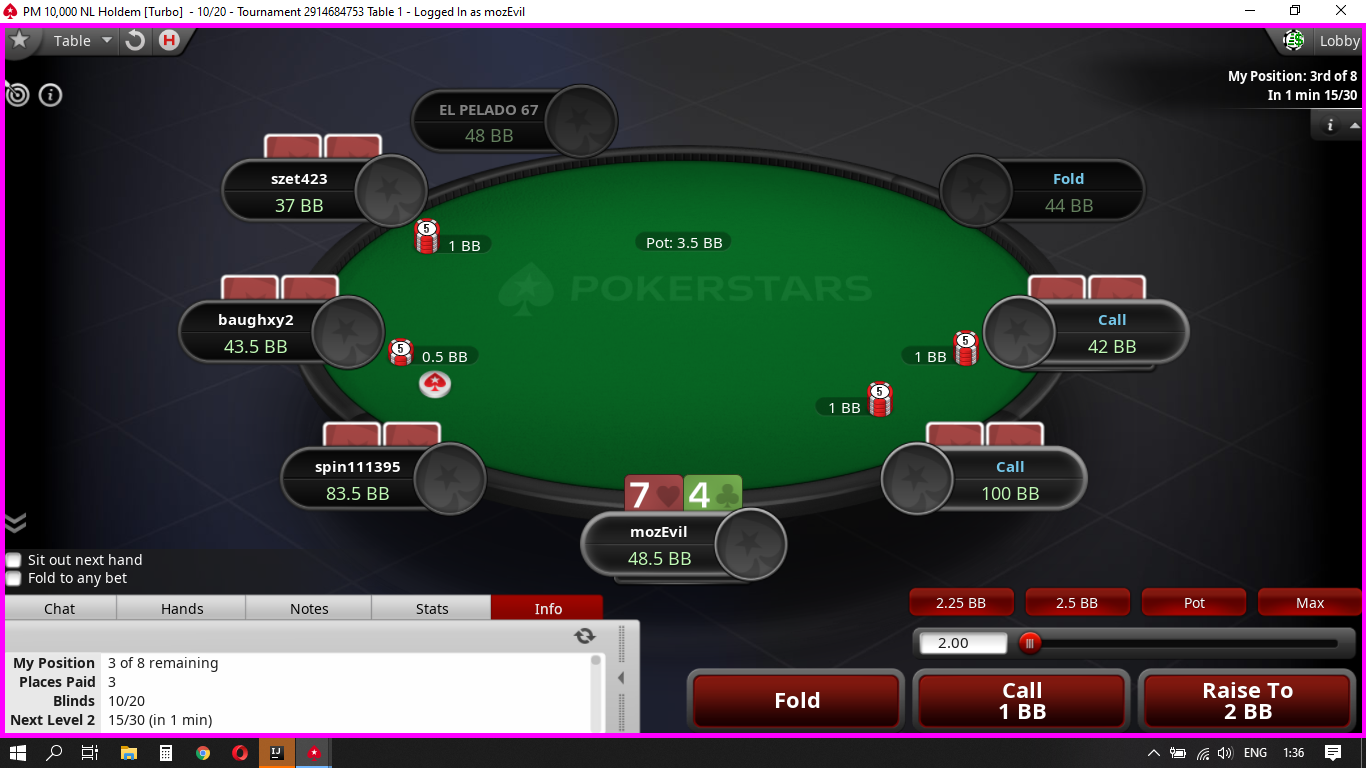 PM 10,000 NL Holdem [Turbo] - 10/20 - Tournament 2914684753 Table 1 - Logged In as mozEvil
Table
H
Lobby
My Position: 3rd of 8
In 1 min 15/30
i
i
EL PELADO 67
48 BB
szet423
37 BB
Fold
44 BB
5
1 BB
Pot: 3.5 BB
POKERSTARS
baughxy2
43.5 BB
Call
42 BB
5
0.5 BB
1 BB
5
1 BB
5
spin111395
83.5 BB
Call
100 BB
7
4
mozEvil
48.5 BB
Sit out next hand
Fold to any bet
Chat
Hands
Notes
Stats
Info
2.25 BB
2.5 BB
Pot
Max
2.00
My Position 3 of 8 remaining
Places Paid 3
Blinds 10/20
Next Level 2 15/30 (in 1 min)
Fold
Call
1 BB
Raise To
2 BB
IJ
ENG
1:36